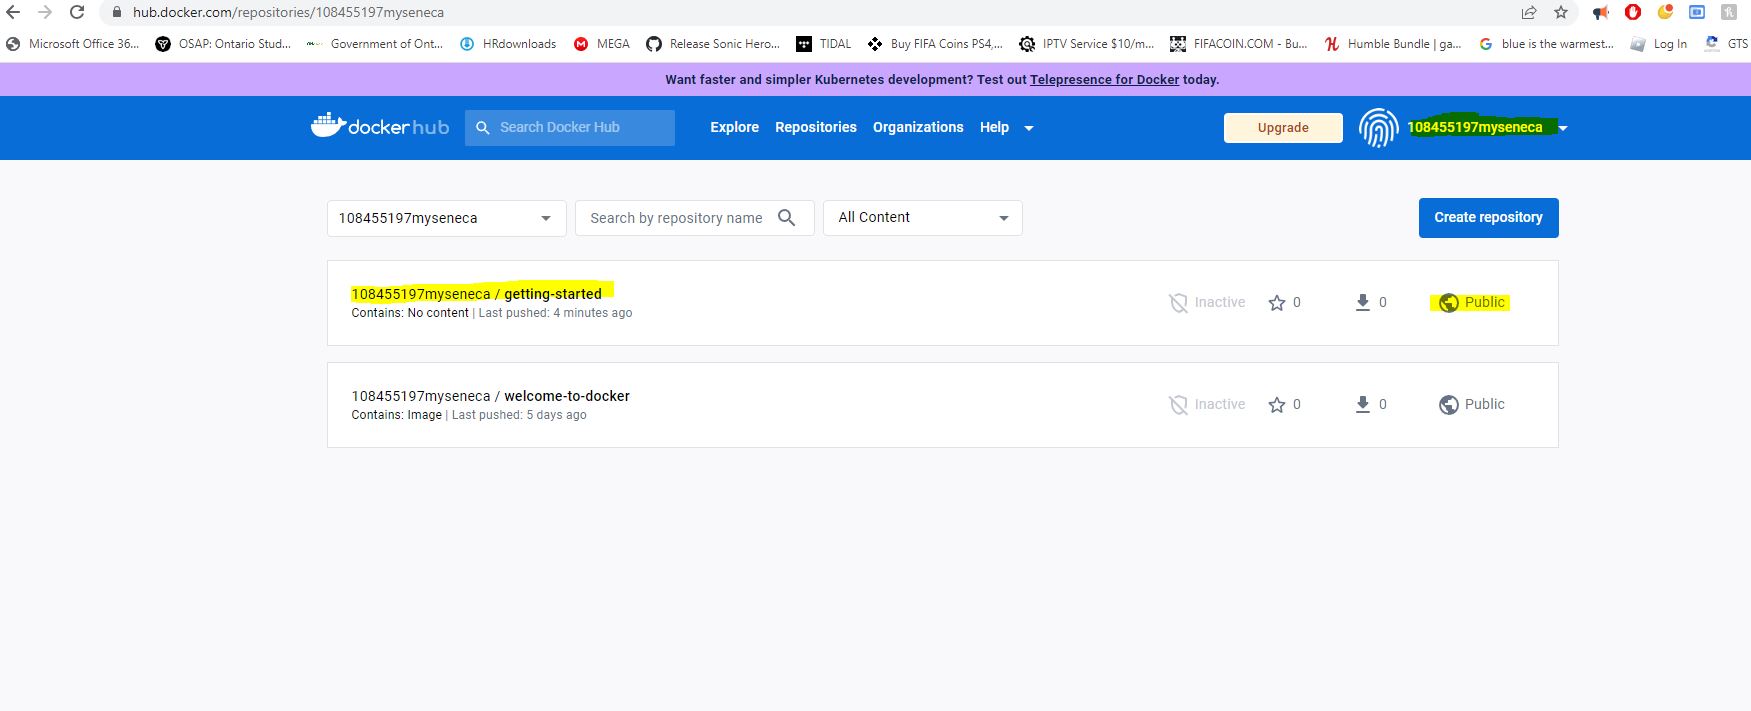 hub.docker.com/repositories/108455197myseneca
Microsoft Office 36... OSAP: Ontario Stud... Government of Ont... HRdownloads MEGA Release Sonic Hero... TIDAL Buy FIFA Coins PS4,... IPTV Service $10/m... FIFACOIN.COM - Bu... Humble Bundle | ga... blue is the warmest... Log In GTS
Want faster and simpler Kubernetes development? Test out Telepresence for Docker today.
docker hub Search Docker Hub Explore Repositories Organizations Help Upgrade 108455197myseneca
108455197myseneca Search by repository name All Content Create repository
108455197myseneca / getting-started
Contains: No content | Last pushed: 4 minutes ago
Inactive 0 0 Public
108455197myseneca / welcome-to-docker
Contains: Image | Last pushed: 5 days ago
Inactive 0 0 Public